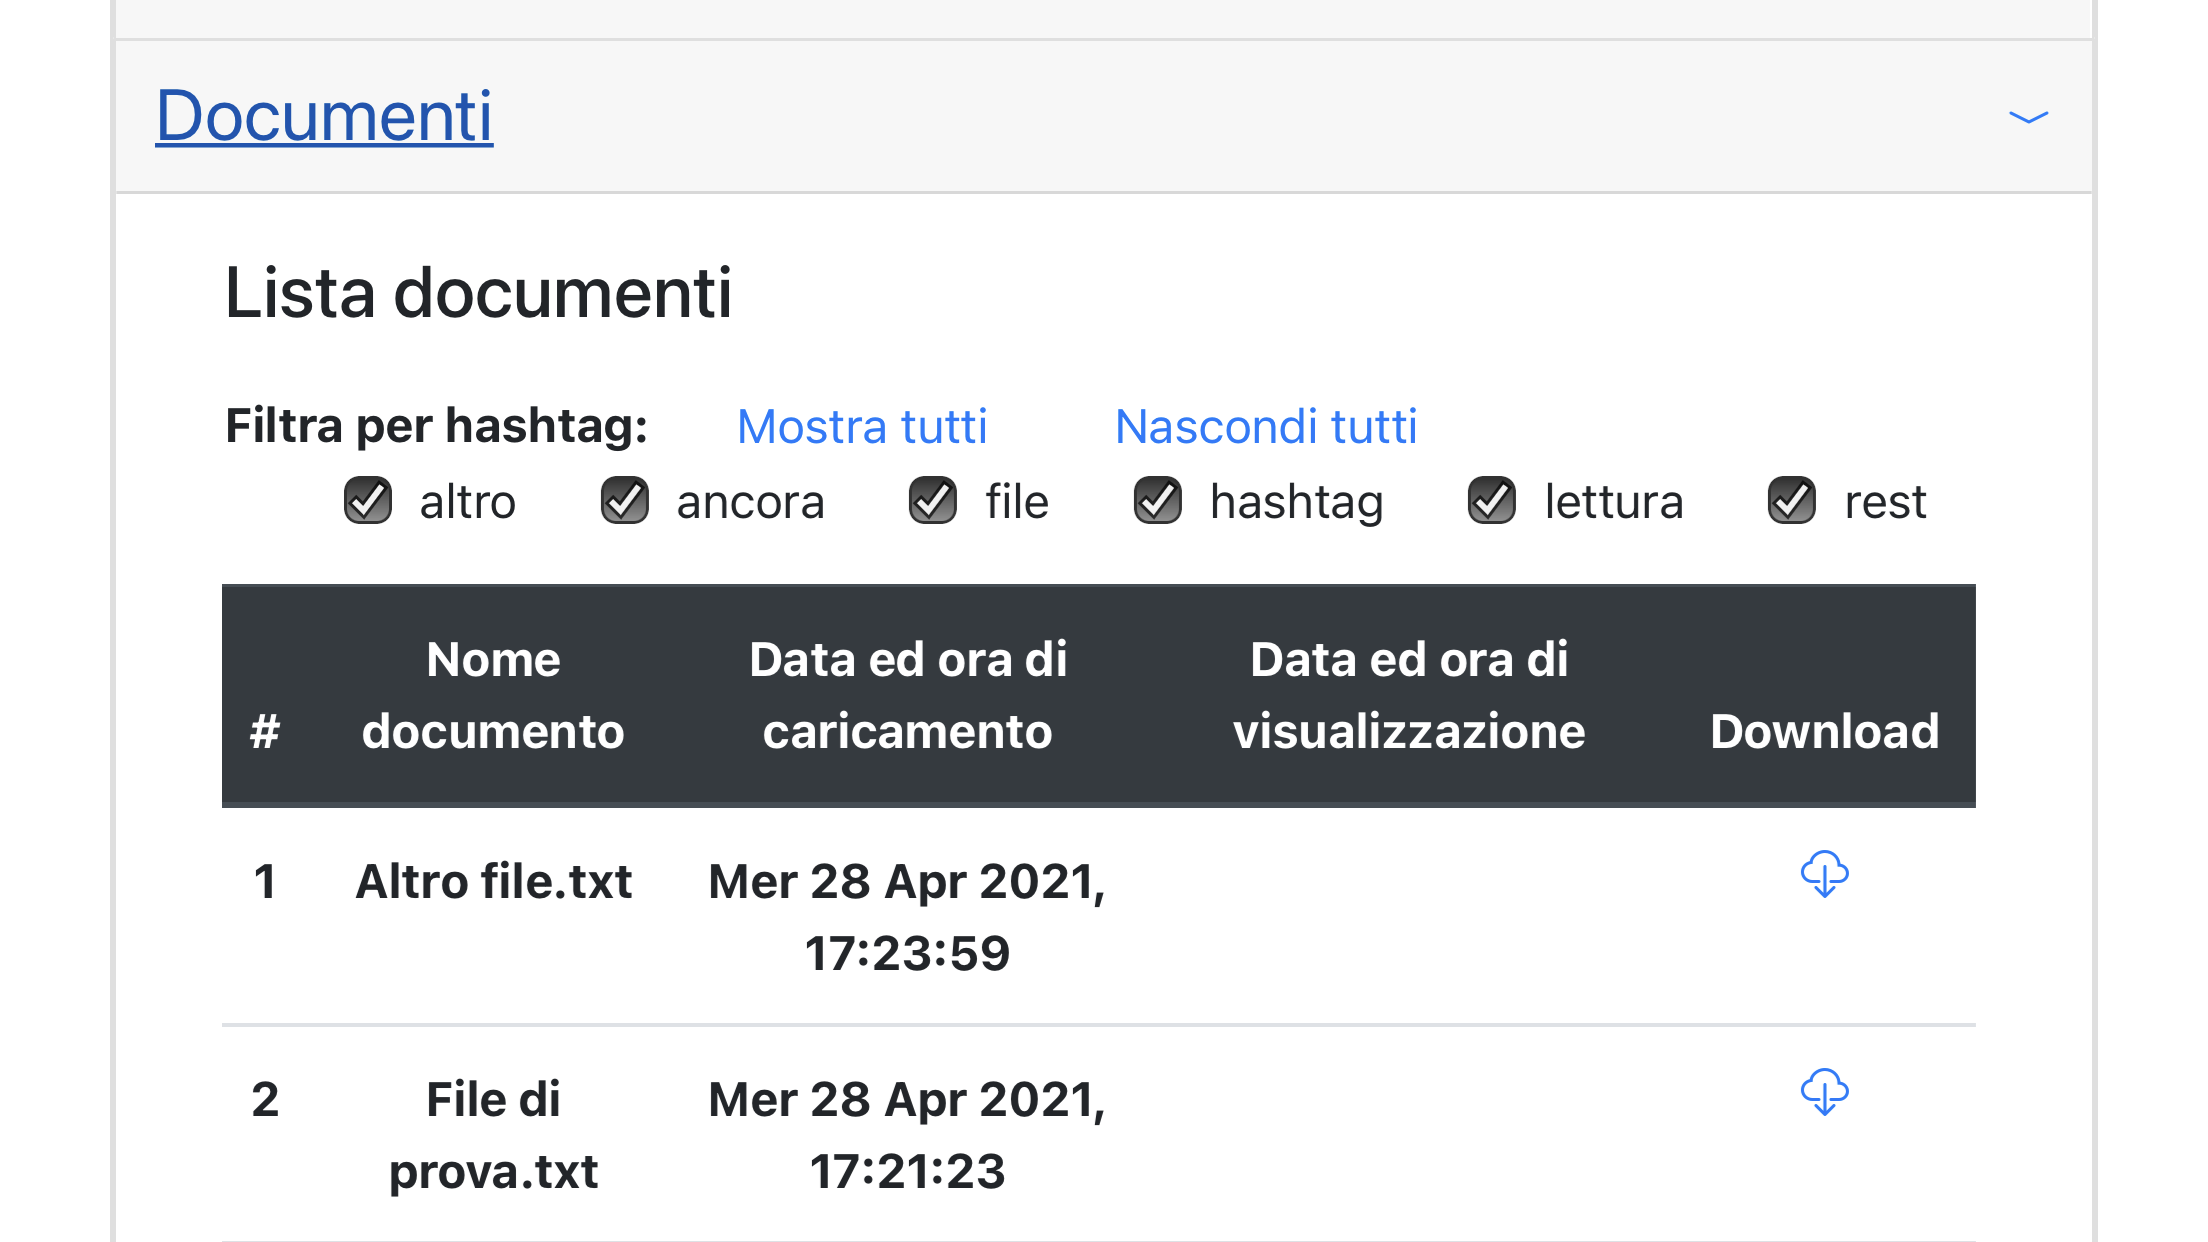 Documenti
Lista documenti
Filtra per hashtag: Mostra tutti Nascondi tutti
altro ancora file hashtag lettura rest
# Nome documento Data ed ora di caricamento Data ed ora di visualizzazione Download
1 Altro file.txt Mer 28 Apr 2021, 17:23:59
2 File di prova.txt Mer 28 Apr 2021, 17:21:23